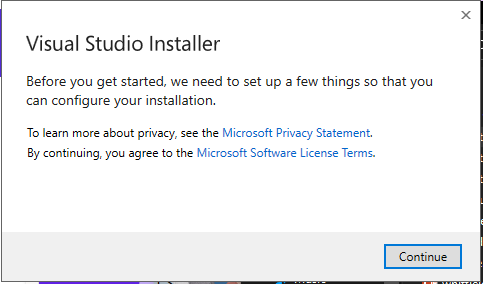 Visual Studio Installer
Before you get started, we need to set up a few things so that you
can configure your installation.
To learn more about privacy, see the Microsoft Privacy Statement.
By continuing, you agree to the Microsoft Software License Terms.
Continue